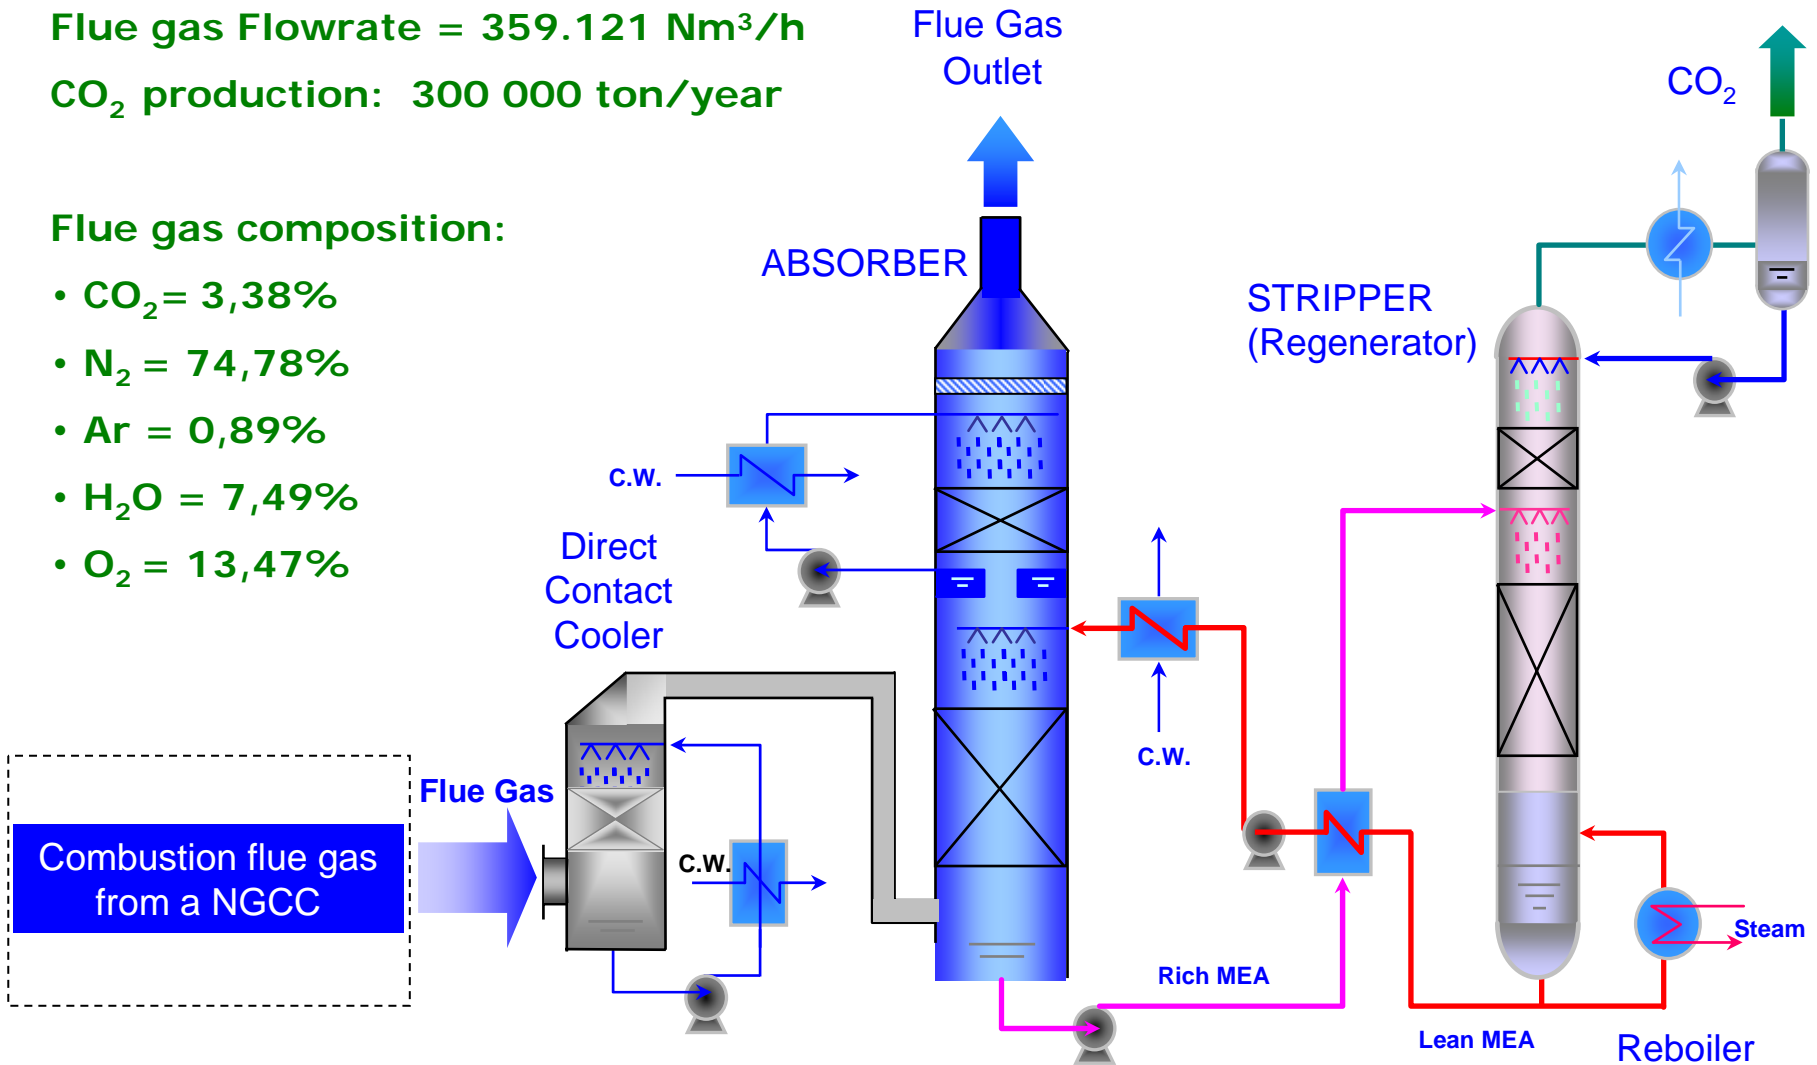 Flue gas Flowrate = 359.121 Nm³/h
CO₂ production: 300 000 ton/year
Flue gas composition:
• CO₂= 3,38%
• N₂ = 74,78%
• Ar = 0,89%
• H₂O = 7,49%
• O₂ = 13,47%
Flue Gas
Outlet
CO₂
ABSORBER
STRIPPER
(Regenerator)
C.W.
Direct
Contact
Cooler
C.W.
Flue Gas
Combustion flue gas
from a NGCC
C.W.
Steam
Rich MEA
Lean MEA
Reboiler